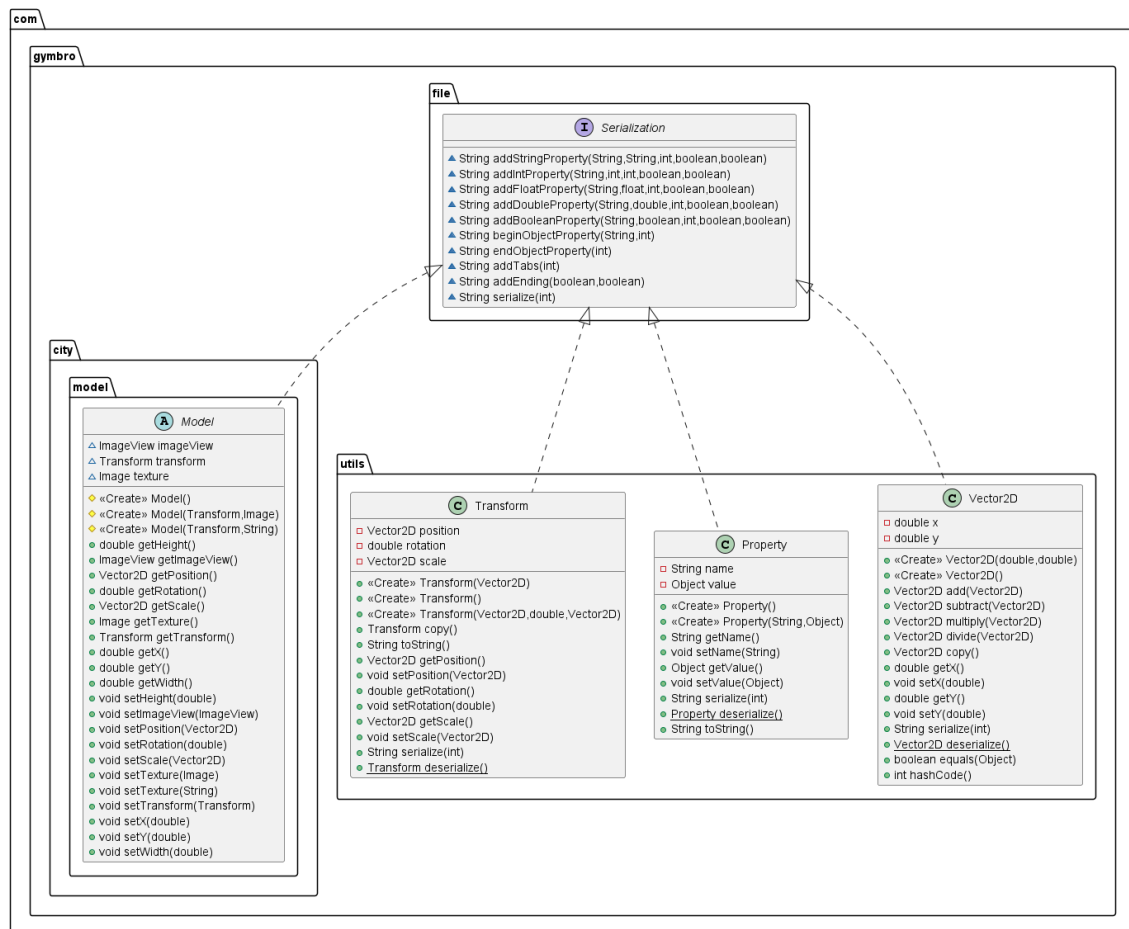 com
gymbro
file
I Serialization
String addStringProperty(String,String,int,boolean,boolean)
String addIntProperty(String,int,int,boolean,boolean)
String addFloatProperty(String,float,int,boolean,boolean)
String addDoubleProperty(String,double,int,boolean,boolean)
String addBooleanProperty(String,boolean,int,boolean,boolean)
String beginObjectProperty(String,int)
String endObjectProperty(int)
String addTabs(int)
String addEnding(boolean,boolean)
String serialize(int)
city
model
A Model
ImageView imageView
Transform transform
Image texture
«Create» Model()
«Create» Model(Transform,Image)
«Create» Model(Transform,String)
double getHeight()
ImageView getImageView()
Vector2D getPosition()
double getRotation()
Vector2D getScale()
Image getTexture()
Transform getTransform()
double getX()
double getY()
double getWidth()
void setHeight(double)
void setImageView(ImageView)
void setPosition(Vector2D)
void setRotation(double)
void setScale(Vector2D)
void setTexture(Image)
void setTexture(String)
void setTransform(Transform)
void setX(double)
void setY(double)
void setWidth(double)
utils
C Transform
Vector2D position
double rotation
Vector2D scale
«Create» Transform(Vector2D)
«Create» Transform()
«Create» Transform(Vector2D,double,Vector2D)
Transform copy()
String toString()
Vector2D getPosition()
void setPosition(Vector2D)
double getRotation()
void setRotation(double)
Vector2D getScale()
void setScale(Vector2D)
String serialize(int)
Transform deserialize()
C Property
String name
Object value
«Create» Property()
«Create» Property(String,Object)
String getName()
void setName(String)
Object getValue()
void setValue(Object)
String serialize(int)
Property deserialize()
String toString()
C Vector2D
double x
double y
«Create» Vector2D(double,double)
«Create» Vector2D()
Vector2D add(Vector2D)
Vector2D subtract(Vector2D)
Vector2D multiply(Vector2D)
Vector2D divide(Vector2D)
Vector2D copy()
double getX()
void setX(double)
double getY()
void setY(double)
String serialize(int)
Vector2D deserialize()
boolean equals(Object)
int hashCode()